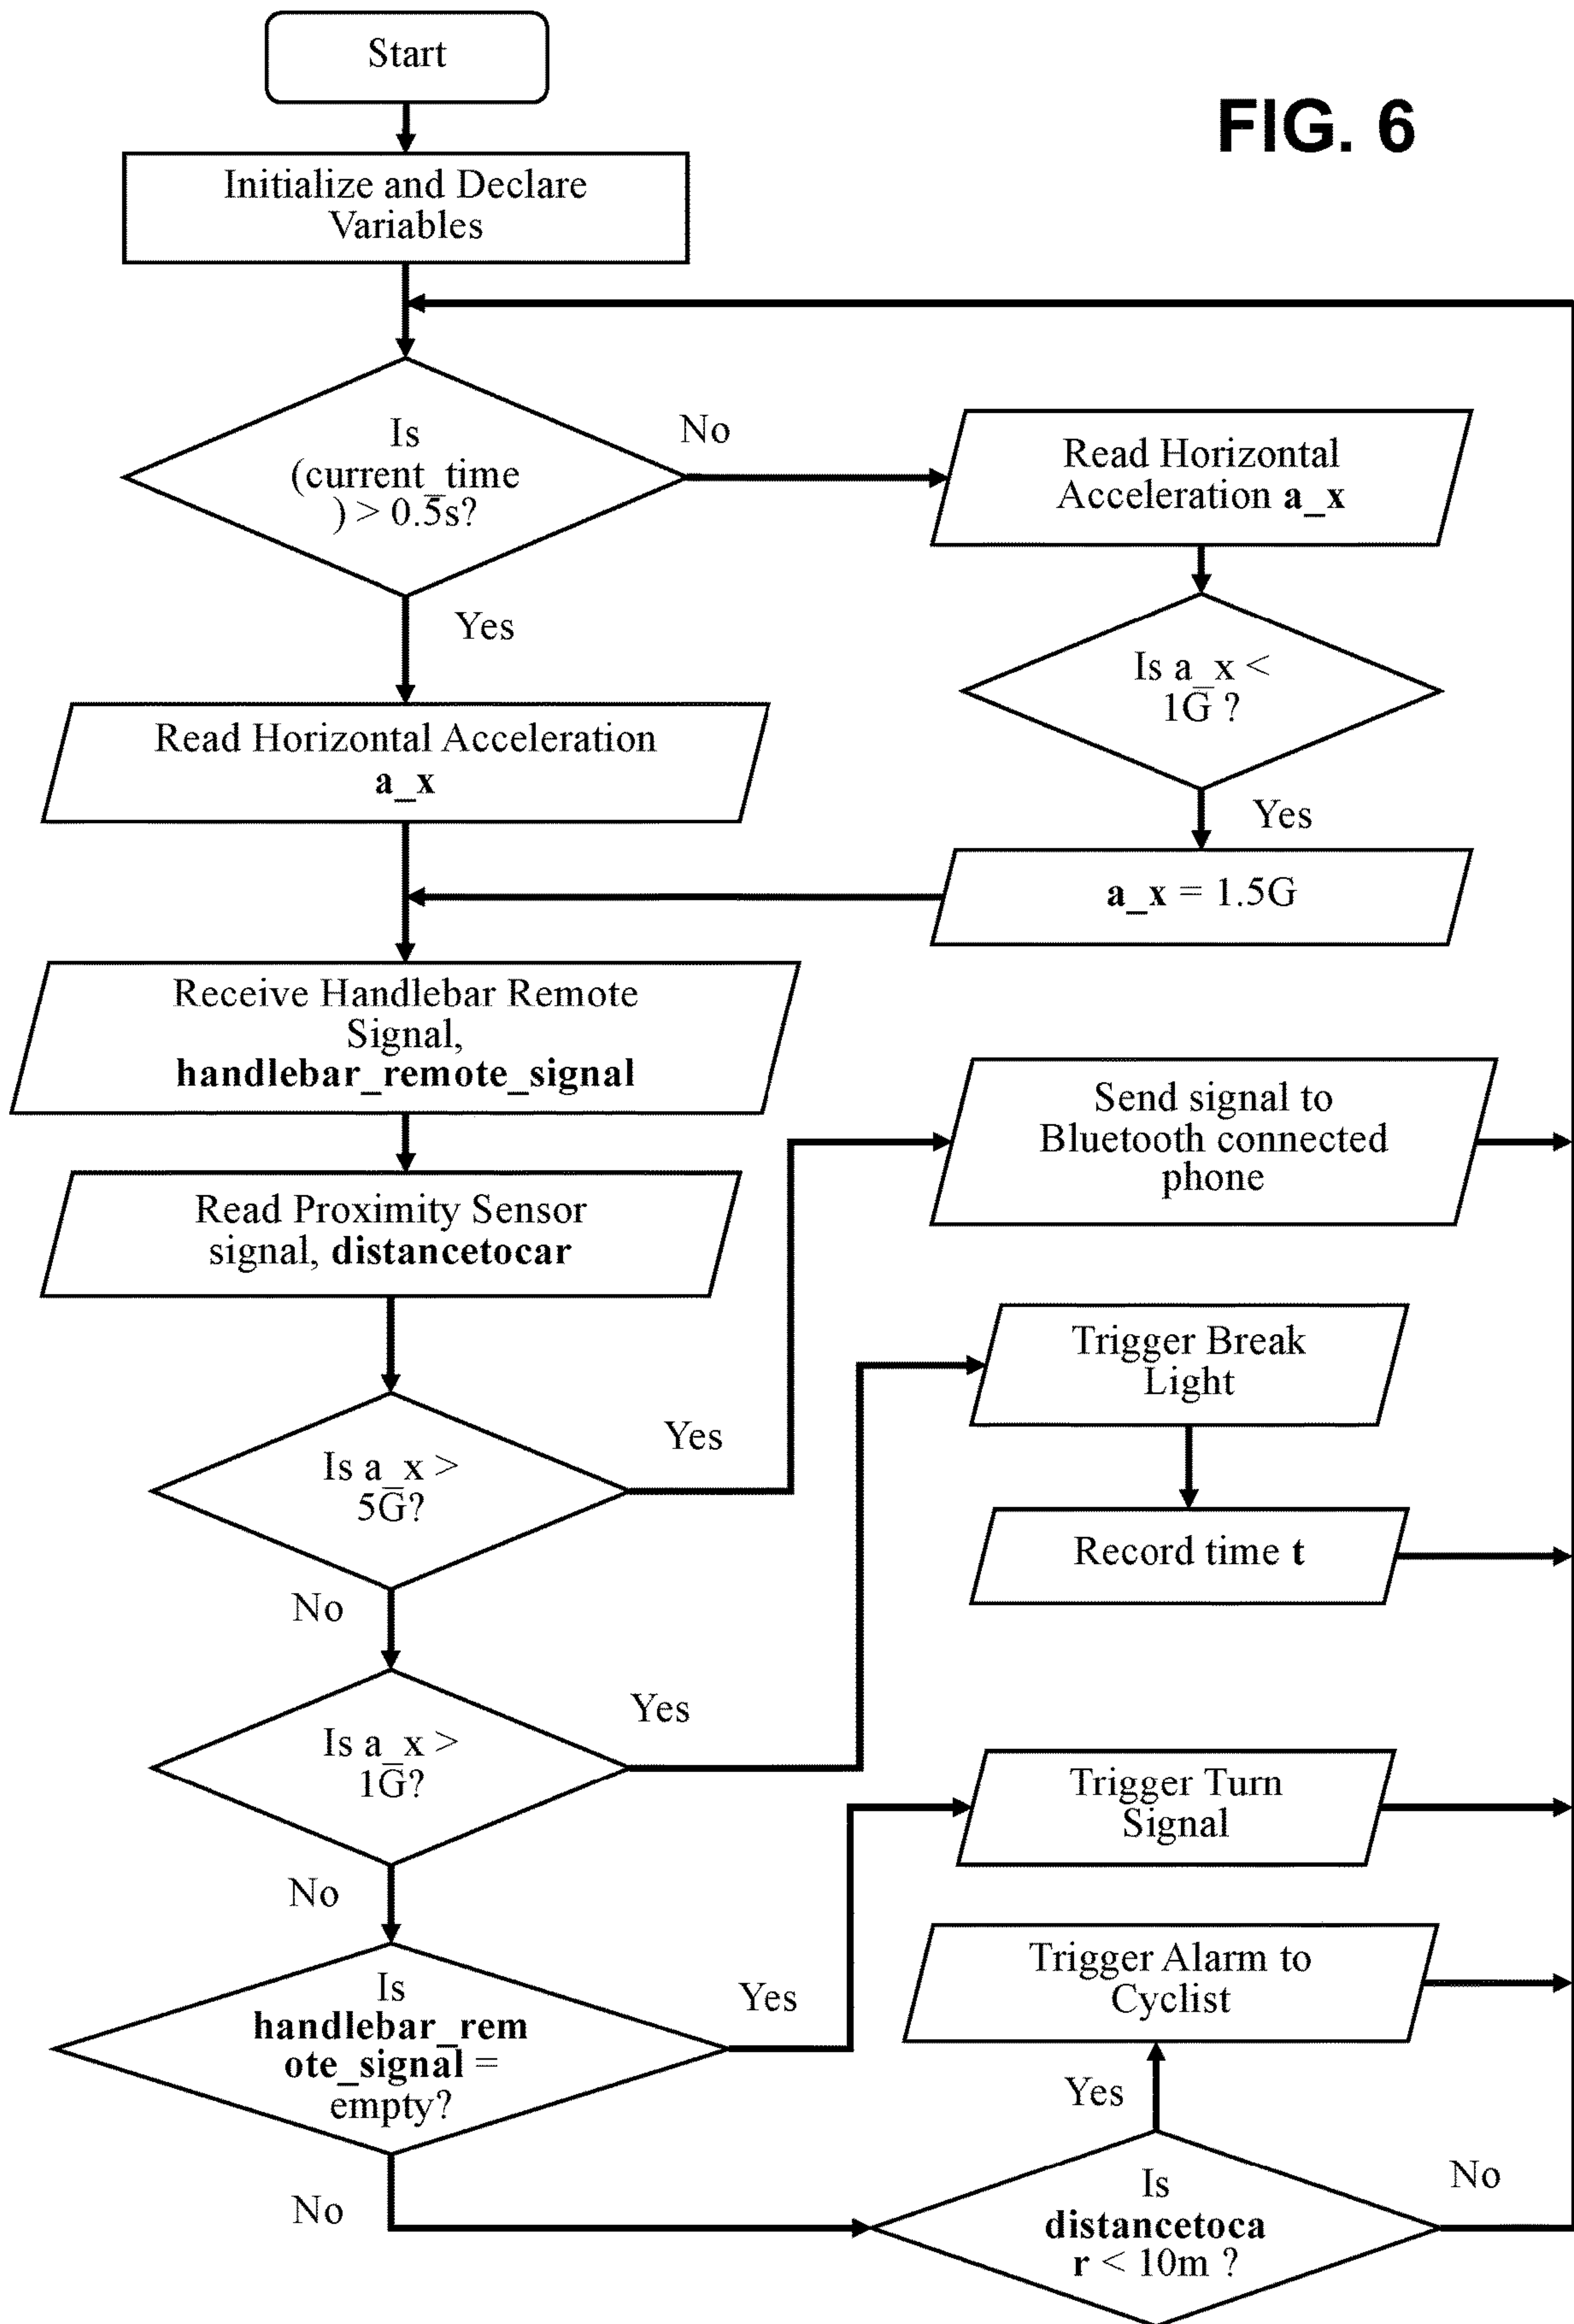 Start
FIG. 6
Initialize and Declare
Variables
Is
(current_time
) > 0.5s?
No
Read Horizontal
Acceleration a_x
Yes
Is a_x <
1G ?
Read Horizontal Acceleration
a_x
Yes
a_x = 1.5G
Receive Handlebar Remote
Signal,
handlebar_remote_signal
Send signal to
Bluetooth connected
phone
Read Proximity Sensor
signal, distancetocar
Trigger Break
Light
Yes
Is a_x >
5G?
Record time t
No
Is a_x >
1G?
Yes
Trigger Turn
Signal
No
Is
handlebar_rem
ote_signal =
empty?
Yes
Trigger Alarm to
Cyclist
Yes
No
Is
distancetoca
r < 10m ?
No